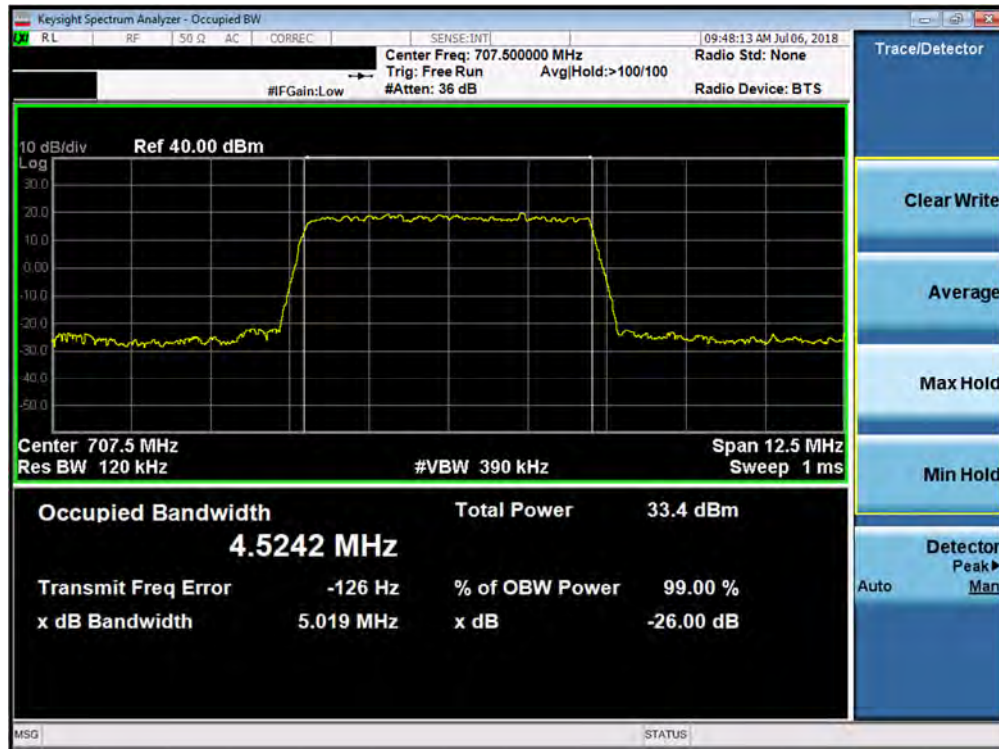 Keysight Spectrum Analyzer - Occupied BW
LXI RL RF 50 Ω AC CORREC SENSE:INT 09:48:13 AM Jul 06, 2018
Center Freq: 707.500000 MHz Radio Std: None
Trig: Free Run Avg|Hold:>100/100
#IFGain:Low #Atten: 36 dB Radio Device: BTS
Trace/Detector
10 dB/div Ref 40.00 dBm
Log
30.0
20.0
10.0
0.00
-10.0
-20.0
-30.0
-40.0
-50.0
Center 707.5 MHz Span 12.5 MHz
Res BW 120 kHz #VBW 390 kHz Sweep 1 ms
Occupied Bandwidth Total Power 33.4 dBm
4.5242 MHz
Transmit Freq Error -126 Hz % of OBW Power 99.00 %
x dB Bandwidth 5.019 MHz x dB -26.00 dB
Clear Write
Average
Max Hold
Min Hold
Detector
Peak▶
Auto Man
MSG STATUS